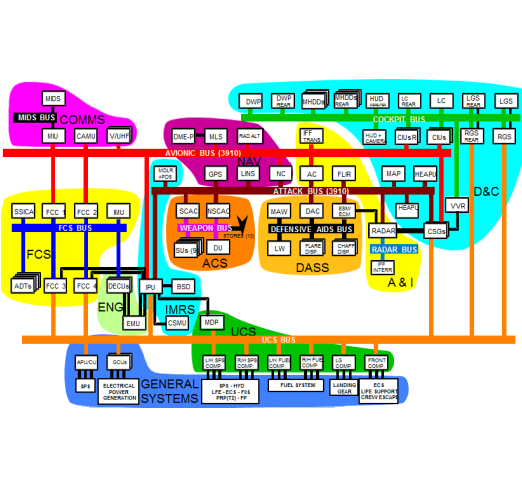 MIDS
MIDS BUS
COMMS
MIU
CAMU
V/UHF
DWP
DWP
REAR
MHDDs
MHDDs
REAR
HUD
LC
REAR
LC
LGS
REAR
LGS
COCKPIT BUS
DME-P
MLS
RAD ALT
IFF
TRANS
HUD +
CAMERA
CIUs R
CIUs
RGS
REAR
RGS
AVIONIC BUS (3910)
NAV
MDLR
+PDS
GPS
LINS
NC
AC
FLIR
MAP
HEAPU
D&C
ATTACK BUS (3910)
SSICA
FCC 1
FCC 2
IMU
SCAC
NSCAC
MAW
DAC
ESM/
ECM
HEAPL
VVR
FCS BUS
WEAPON BUS
STORES (13)
DEFENSIVE AIDS BUS
RADAR
CSGs
FCS
SUs (9)
DU
LW
FLARE
DISP.
CHAFF
DISP.
RADAR BUS
ACS
DASS
IFF
INTERR
A & I
ADTs
FCC 3
FCC 4
DECUs
IPU
BSD
ENG
IMRS
EMU
CSMU
MDP
UCS
UCS BUS
APU/CU
GCUs
L/H SPS
COMP.
R/H SPS
COMP.
L/H FUEL
COMP.
R/H FUEL
COMP.
LG
COMP.
FRONT
COMP.
SPS
ELECTRICAL
POWER
GENERATION
GENERAL
SYSTEMS
SPS - HYD
LIFE - ECS - FIIS
PRP(T2) - FP
FUEL SYSTEM
LANDING
GEAR
ECS
LIFE SUPPORT
CREW ESCAPE